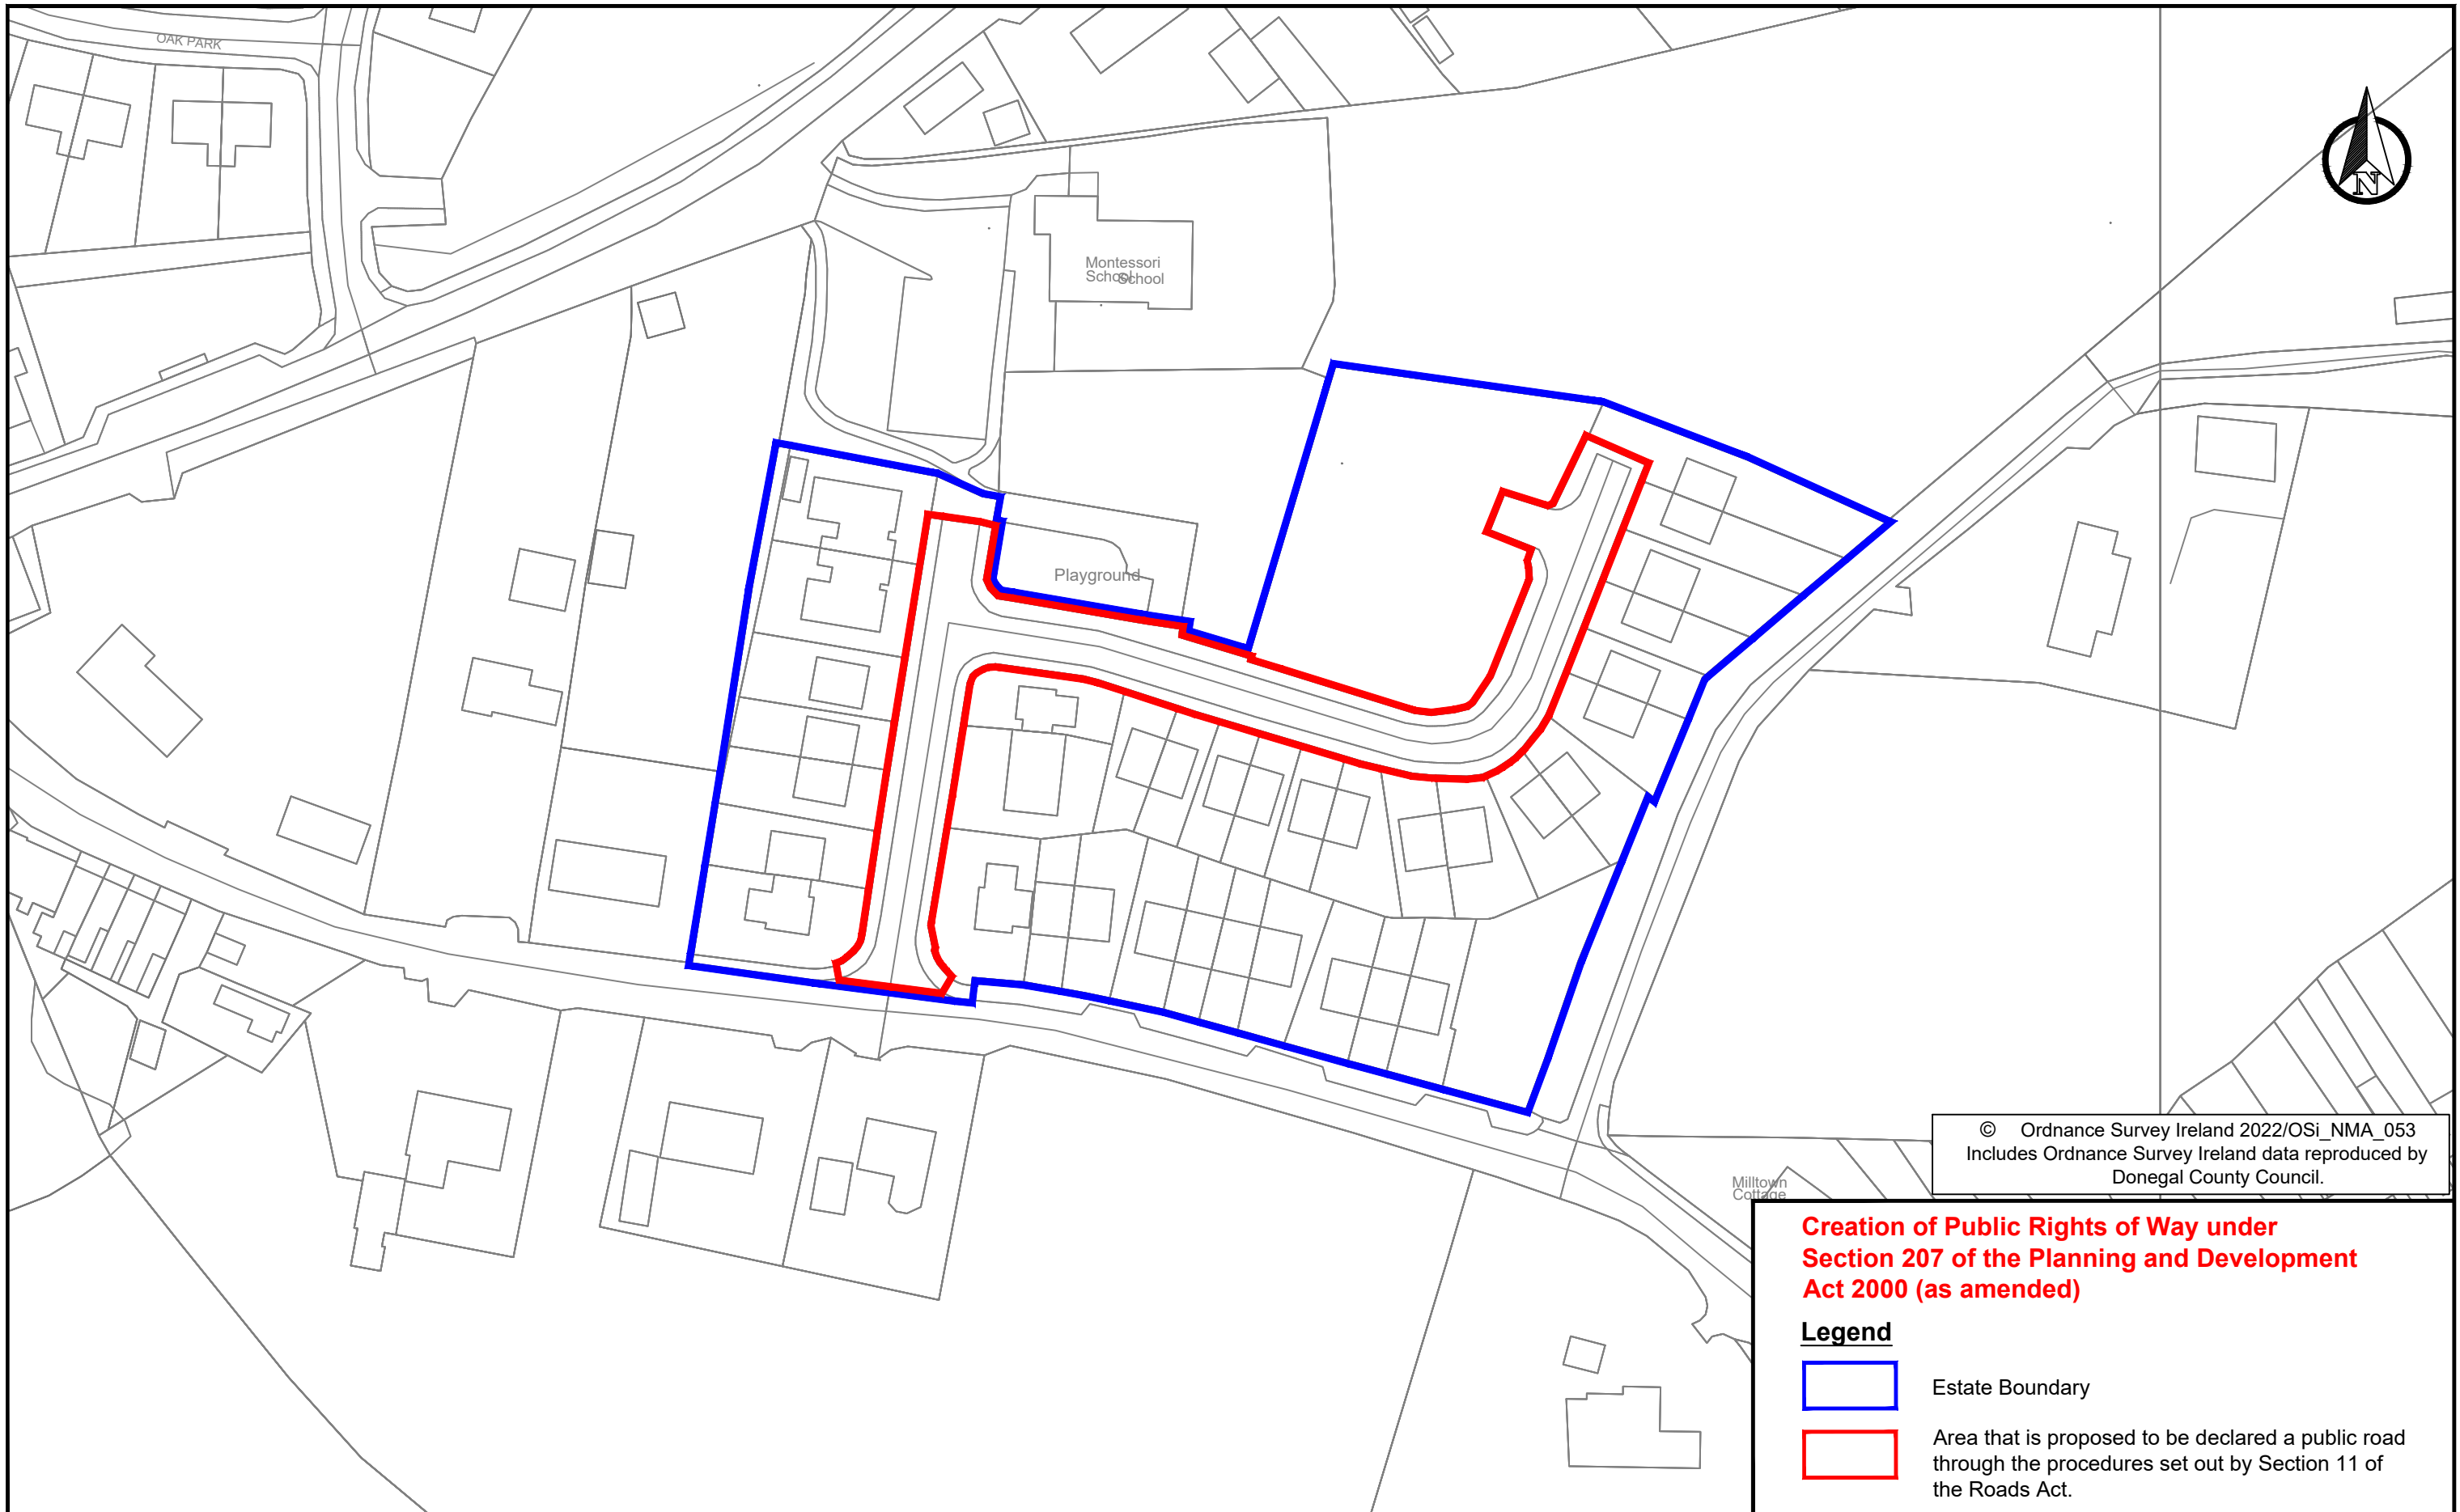 OAK PARK
N
Montessori
School
School
Playground
© Ordnance Survey Ireland 2022/OSi_NMA_053
Includes Ordnance Survey Ireland data reproduced by
Donegal County Council.
Milltown
Cottage
Creation of Public Rights of Way under
Section 207 of the Planning and Development
Act 2000 (as amended)
Legend
Estate Boundary
Area that is proposed to be declared a public road
through the procedures set out by Section 11 of
the Roads Act.